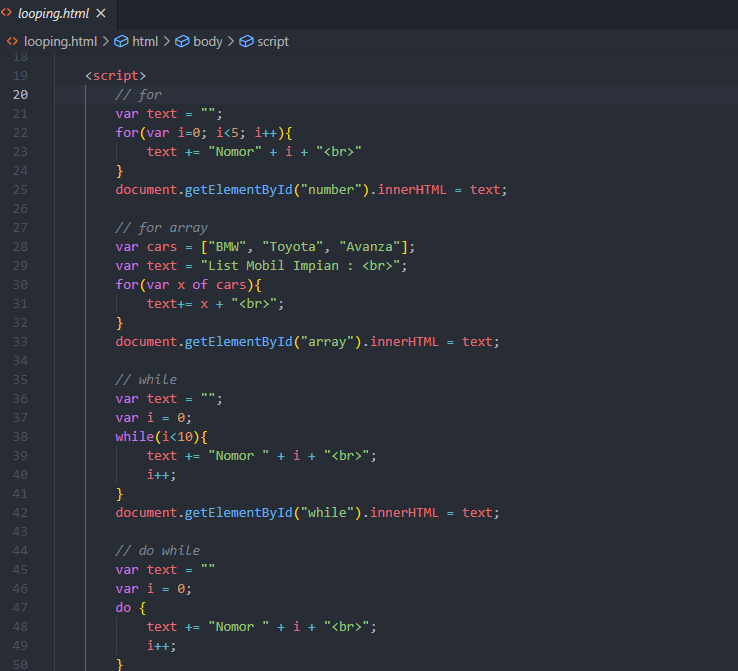 looping.html
looping.html > html > body > script
18
19 <script>
20 // for
21 var text = "";
22 for(var i=0; i<5; i++){
23 text += "Nomor" + i + "<br>"
24 }
25 document.getElementById("number").innerHTML = text;
26
27 // for array
28 var cars = ["BMW", "Toyota", "Avanza"];
29 var text = "List Mobil Impian : <br>";
30 for(var x of cars){
31 text+= x + "<br>";
32 }
33 document.getElementById("array").innerHTML = text;
34
35 // while
36 var text = "";
37 var i = 0;
38 while(i<10){
39 text += "Nomor " + i + "<br>";
40 i++;
41 }
42 document.getElementById("while").innerHTML = text;
43
44 // do while
45 var text = ""
46 var i = 0;
47 do {
48 text += "Nomor " + i + "<br>";
49 i++;
50 }